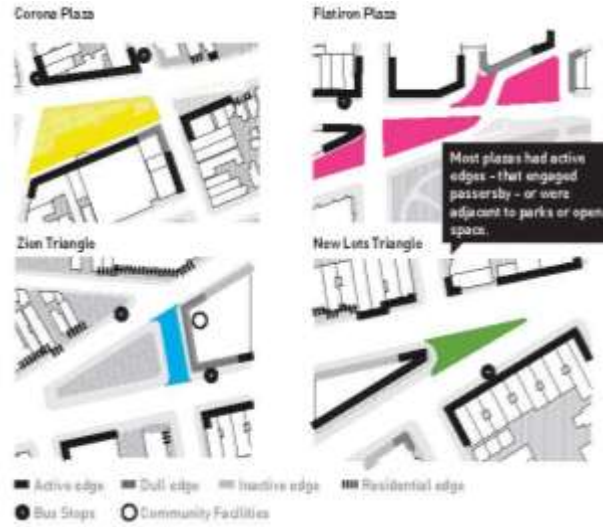 Corona Plaza
Flatiron Plaza
Most plazas had active
edges - that engaged
passersby - or were
adjacent to parks or open
space.
Zion Triangle
New Lots Triangle
Active edge
Dull edge
Inactive edge
Residential edge
Bus Stops
Community Facilities